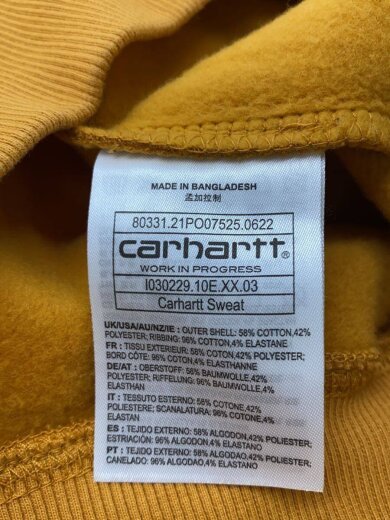 MADE IN BANGLADESH
孟加拉制
80331.21PO07525.0622
carhartt®
WORK IN PROGRESS
I030229.10E.XX.03
Carhartt Sweat
UK/USA/AU/NZ/IE : OUTER SHELL: 58% COTTON,42%
POLYESTER; RIBBING: 96% COTTON,4% ELASTANE
FR : TISSU EXTERIEUR: 58% COTON,42% POLYESTER;
BORD CÔTE: 96% COTON,4% ELASTHANNE
DE/AT : OBERSTOFF: 58% BAUMWOLLE,42%
POLYESTER; RIFFELUNG: 96% BAUMWOLLE,4%
ELASTHAN
IT : TESSUTO ESTERNO: 58% COTONE,42%
POLIESTERE; SCANALATURA: 96% COTONE,4%
ELASTAN
ES : TEJIDO EXTERNO: 58% ALGODON,42% POLIESTER;
ESTRIACIÓN: 96% ALGODON,4% ELASTANO
PT : TEJIDO EXTERNO: 58% ALGODAO,42% POLIESTER;
CANELADO: 96% ALGODAO,4% ELASTANO